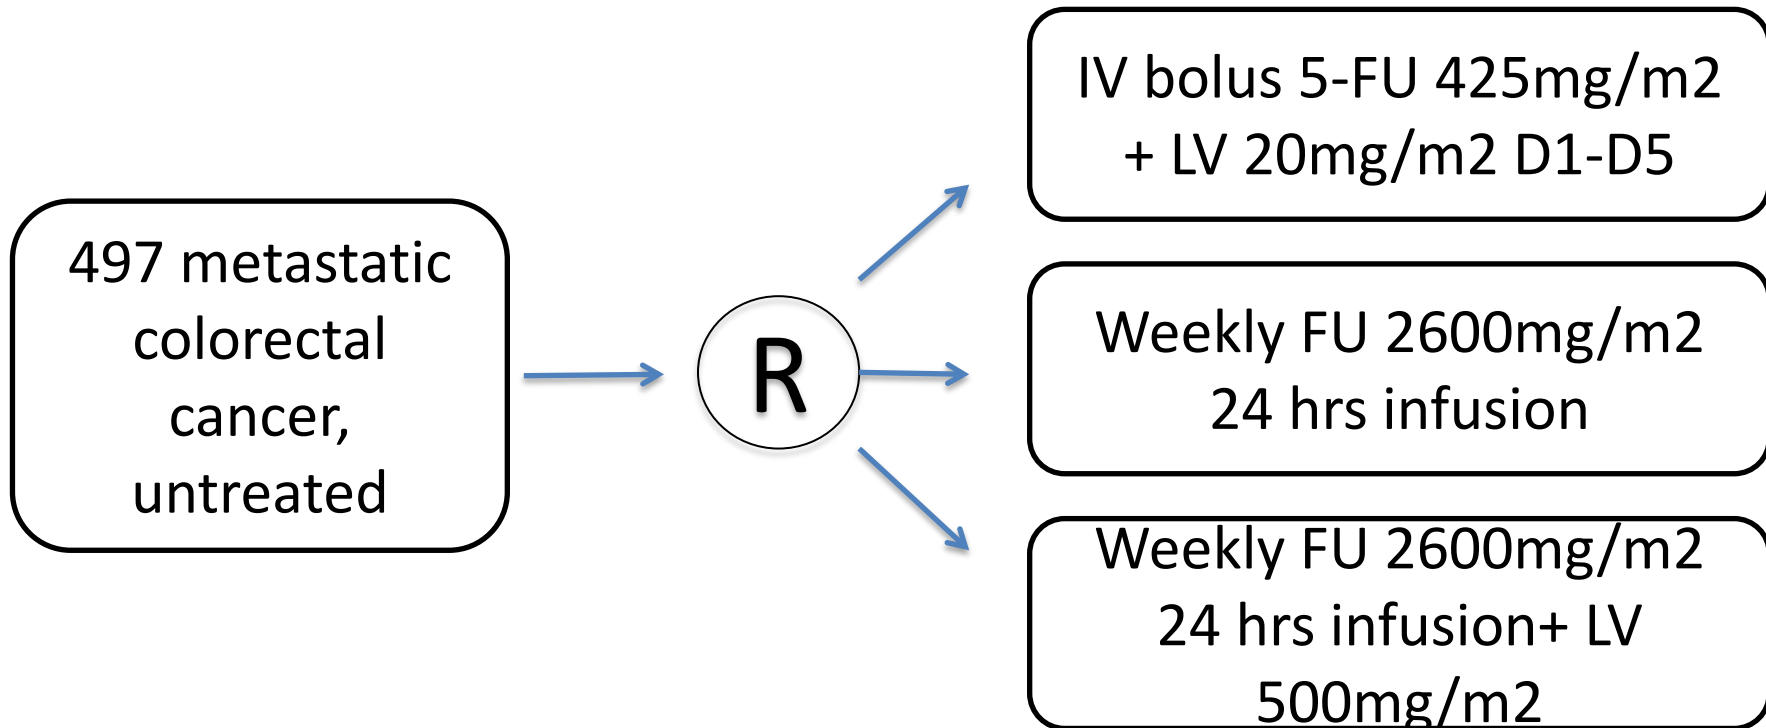 497 metastatic
colorectal
cancer,
untreated
R
IV bolus 5-FU 425mg/m2
+ LV 20mg/m2 D1-D5
Weekly FU 2600mg/m2
24 hrs infusion
Weekly FU 2600mg/m2
24 hrs infusion+ LV
500mg/m2